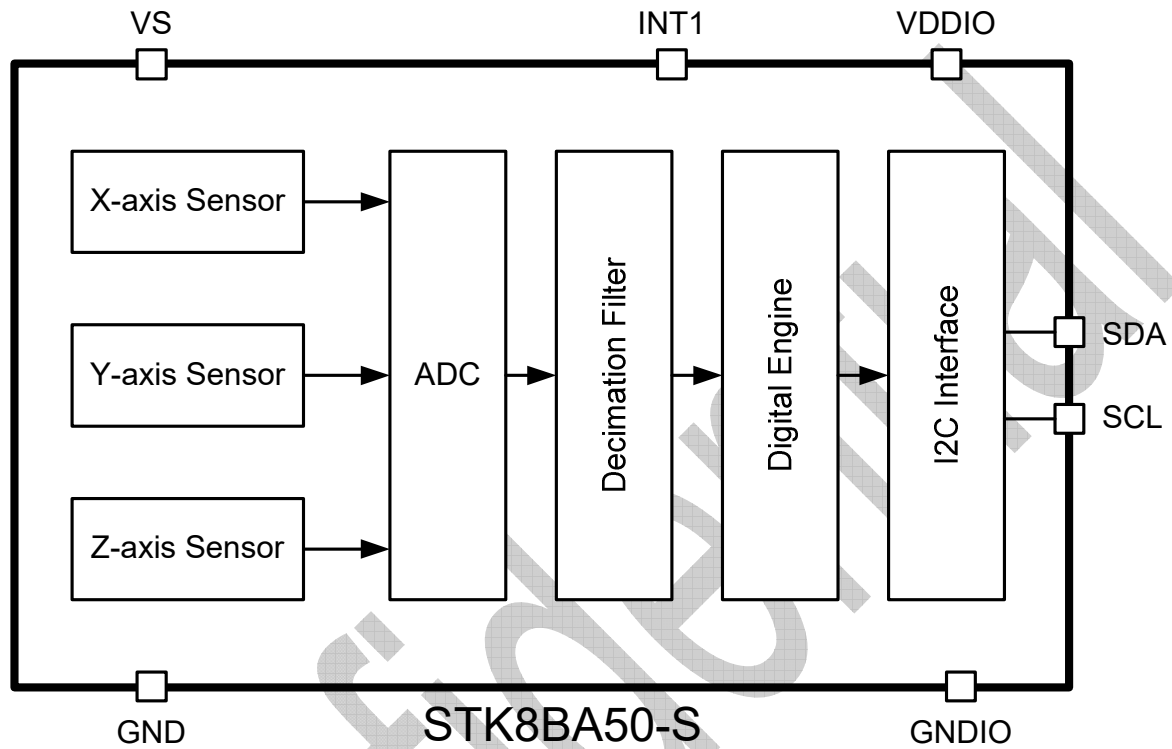 VS
INT1
VDDIO
X-axis Sensor
Y-axis Sensor
Z-axis Sensor
ADC
Decimation Filter
Digital Engine
I2C Interface
SDA
SCL
GND
STK8BA50-S
GNDIO